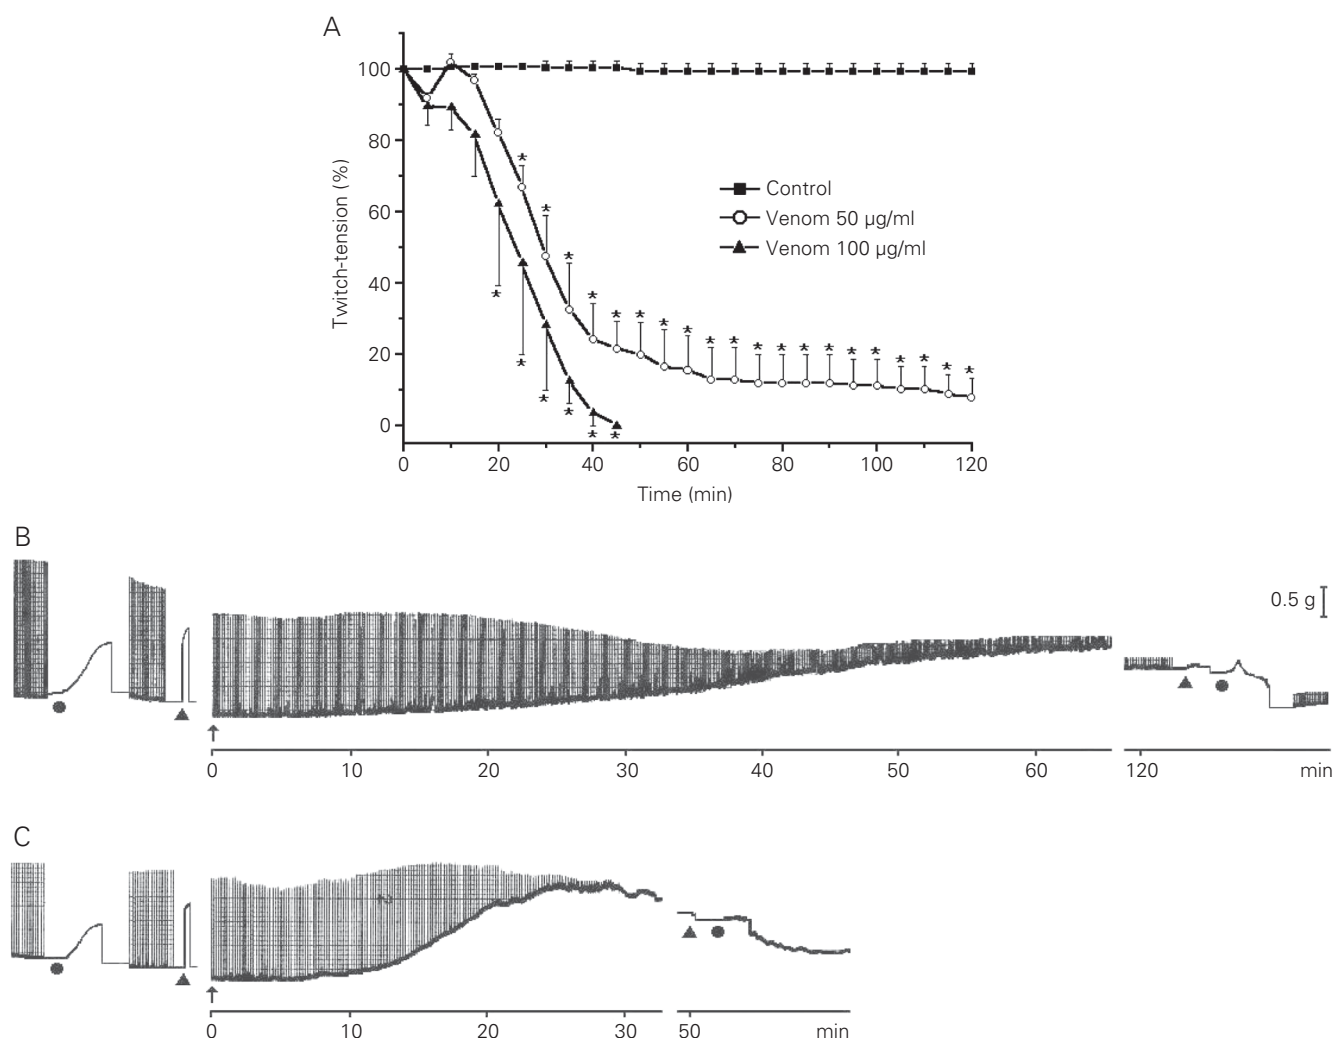 A
100
80
60
40
20
0
Twitch-tension (%)
Control
Venom 50 µg/ml
Venom 100 µg/ml
* * * * * * * * * * * * * * * * * * * *
* * * * * *
0 20 40 60 80 100 120
Time (min)
B
0.5 g
0 10 20 30 40 50 60 120 min
C
0 10 20 30 50 min